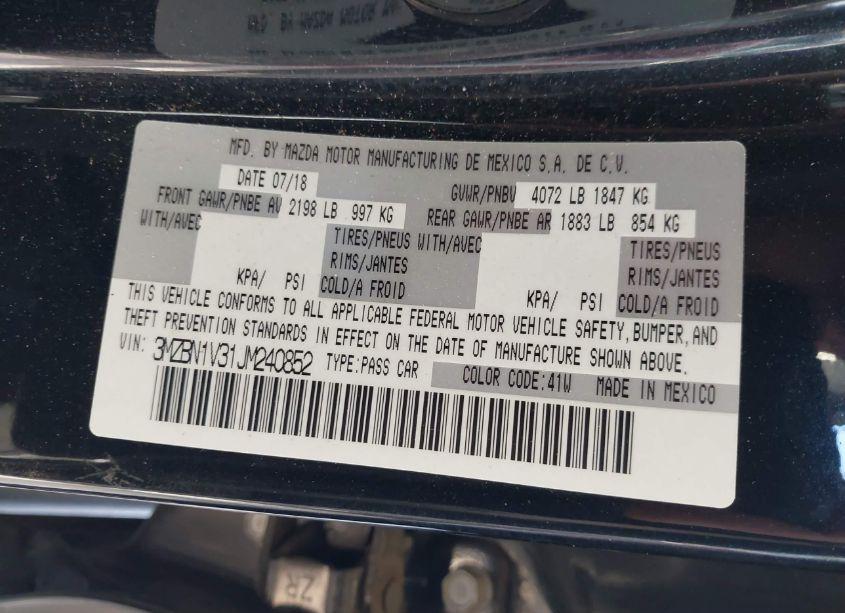 MFD. BY MAZDA MOTOR MANUFACTURING DE MEXICO S.A. DE C.V.
DATE 07/18 GVWR/PNBV 4072 LB 1847 KG
FRONT GAWR/PNBE AV 2198 LB 997 KG REAR GAWR/PNBE AR 1883 LB 854 KG
WITH/AVEC TIRES/PNEUS WITH/AVEC TIRES/PNEUS
RIMS/JANTES RIMS/JANTES
KPA/ PSI COLD/A FROID KPA/ PSI COLD/A FROID
THIS VEHICLE CONFORMS TO ALL APPLICABLE FEDERAL MOTOR VEHICLE SAFETY, BUMPER, AND
THEFT PREVENTION STANDARDS IN EFFECT ON THE DATE OF MANUFACTURE SHOWN ABOVE.
VIN: 3MZBN1V31JM240852 TYPE:PASS CAR
COLOR CODE:41W MADE IN MEXICO
ZR